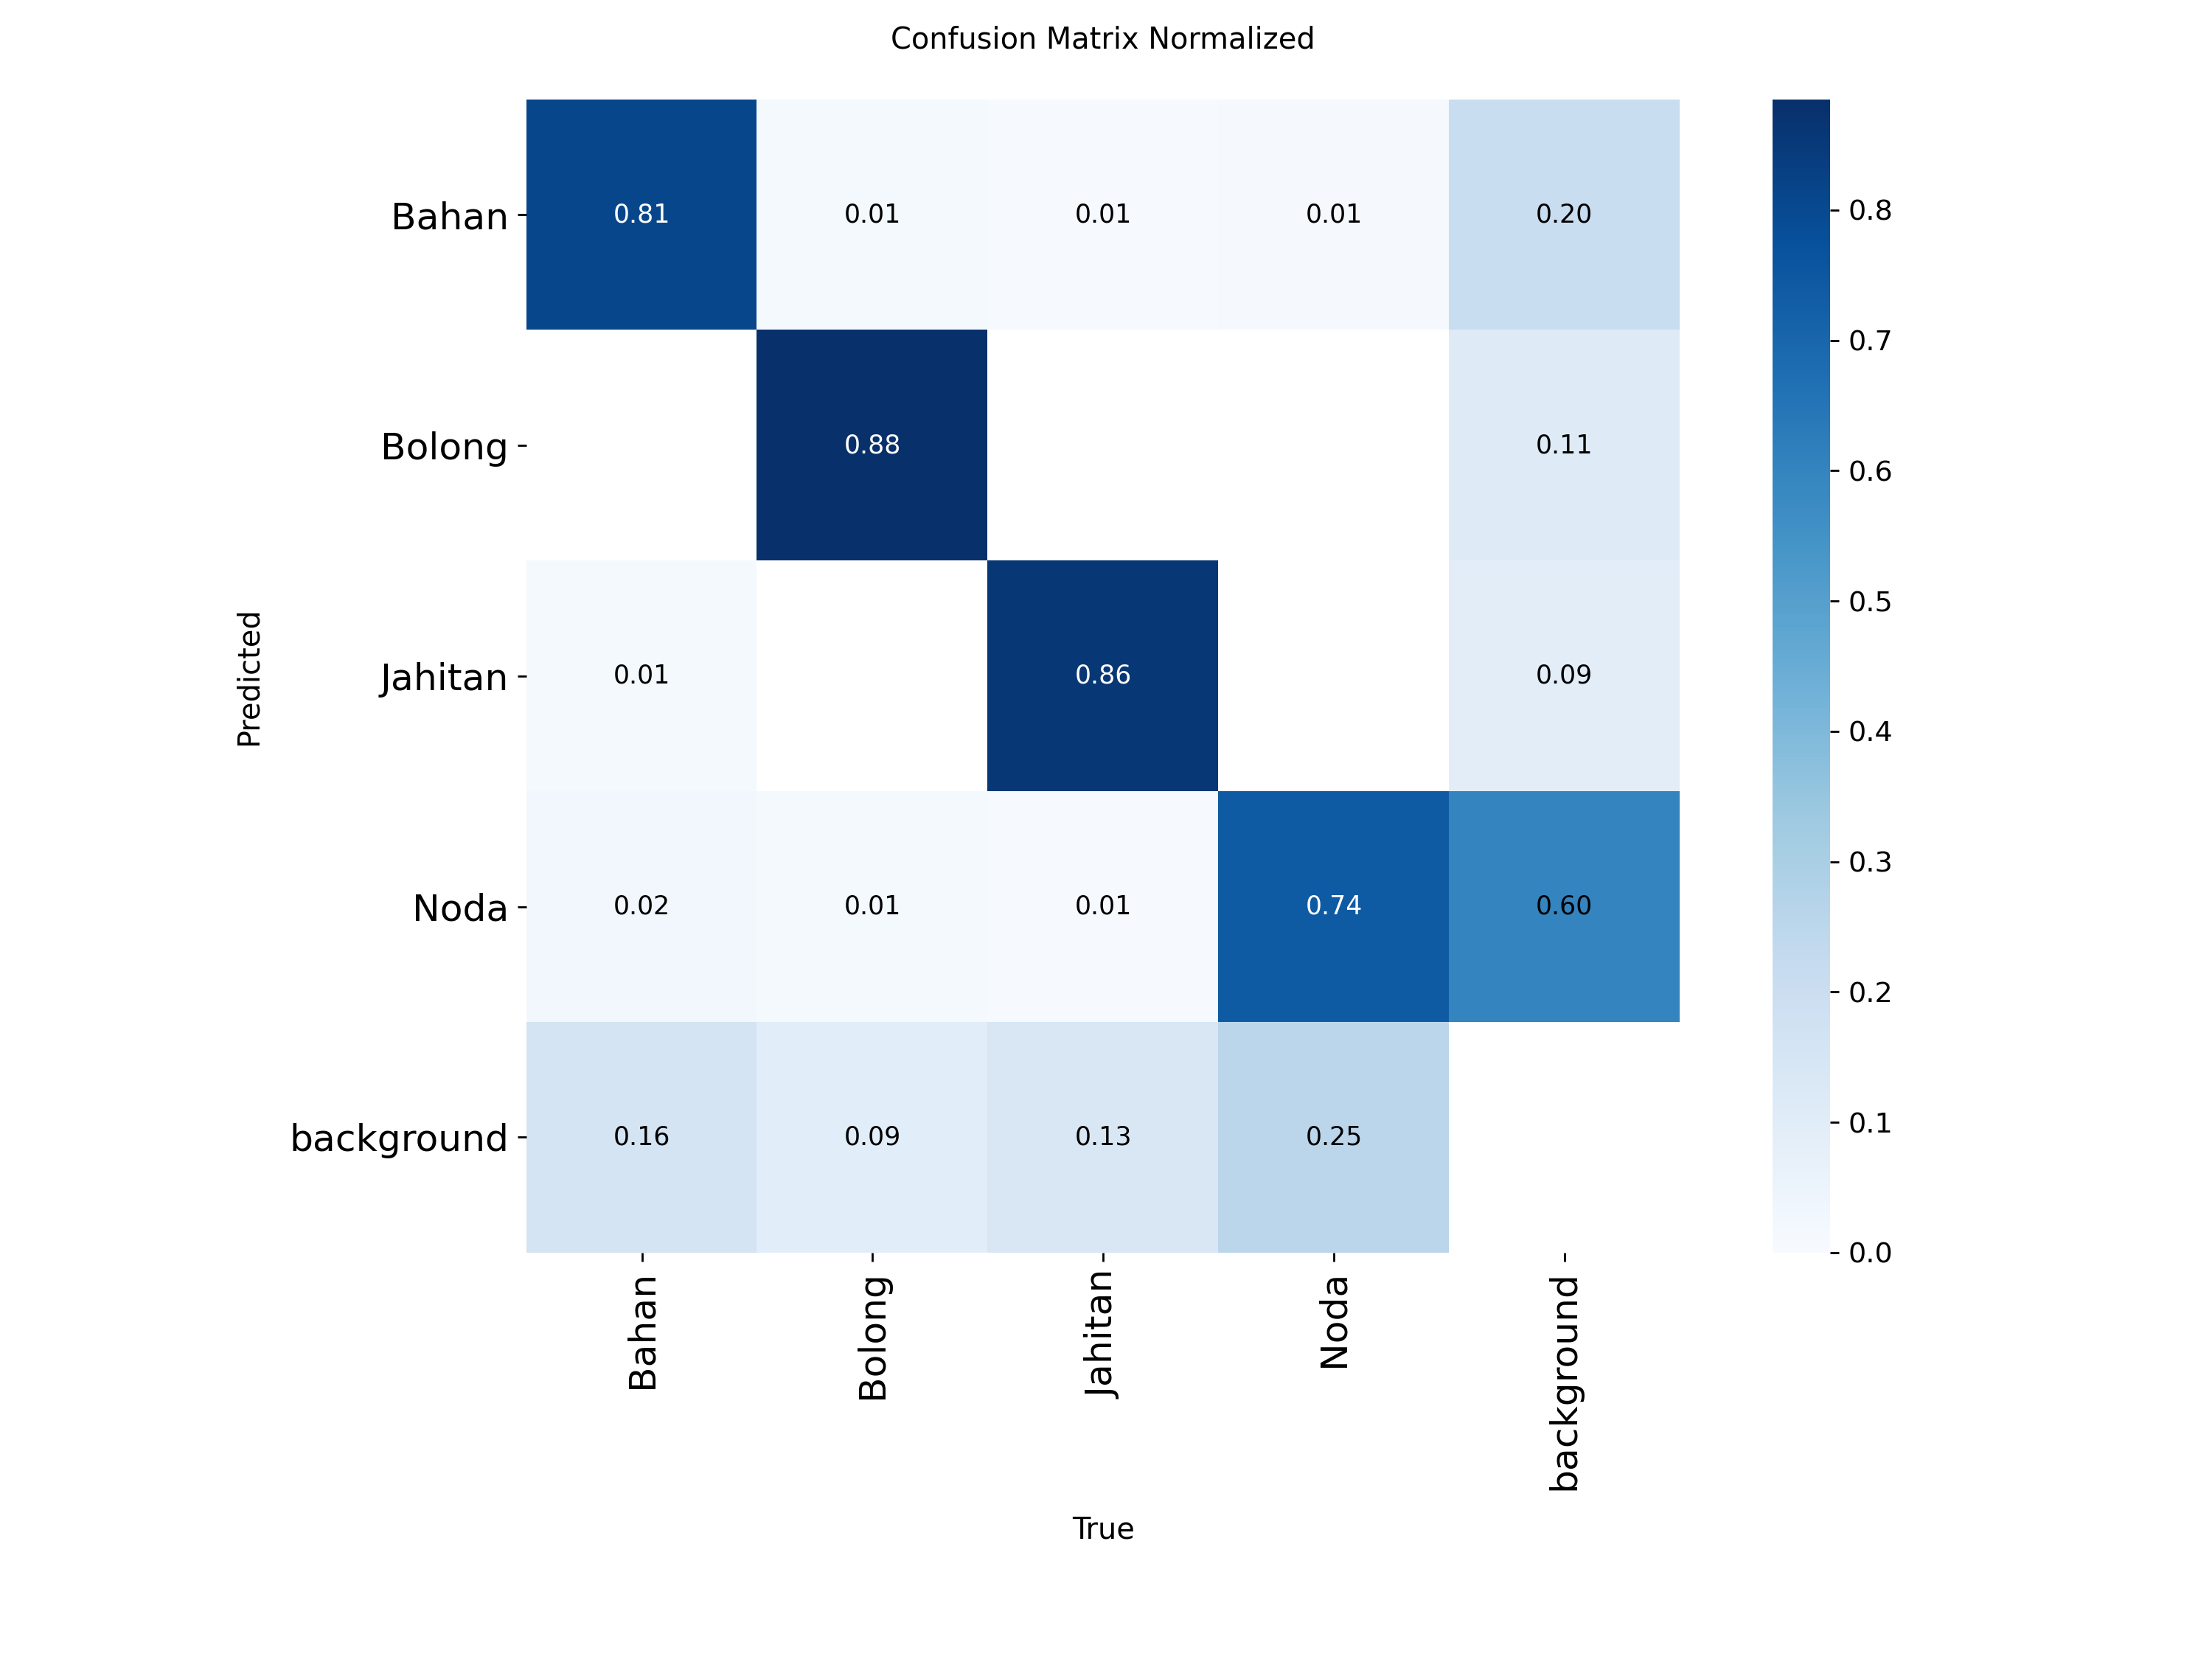 Confusion Matrix Normalized
Bahan 0.81 0.01 0.01 0.01 0.20
Bolong 0.88 0.11
Jahitan 0.01 0.86 0.09
Noda 0.02 0.01 0.01 0.74 0.60
background 0.16 0.09 0.13 0.25
Predicted
Bahan Bolong Jahitan Noda background
True
0.8
0.7
0.6
0.5
0.4
0.3
0.2
0.1
0.0